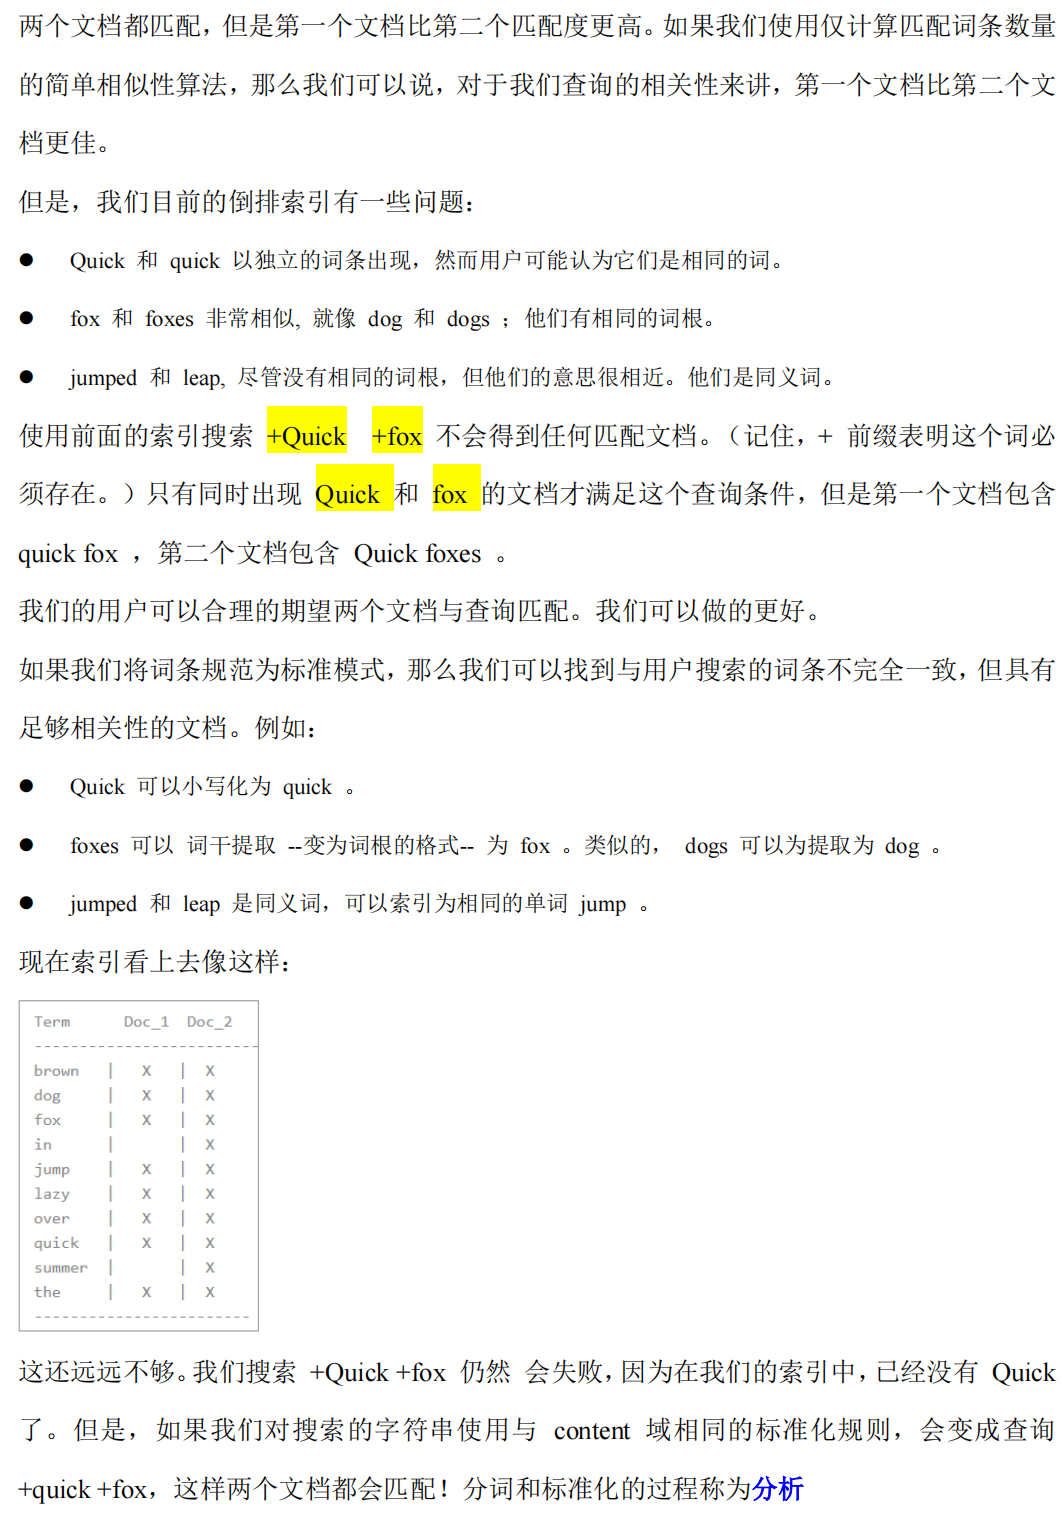 两个文档都匹配，但是第一个文档比第二个匹配度更高。如果我们使用仅计算匹配词条数量
的简单相似性算法，那么我们可以说，对于我们查询的相关性来讲，第一个文档比第二个文
档更佳。
但是，我们目前的倒排索引有一些问题：
● Quick 和 quick 以独立的词条出现，然而用户可能认为它们是相同的词。
● fox 和 foxes 非常相似, 就像 dog 和 dogs ；他们有相同的词根。
● jumped 和 leap, 尽管没有相同的词根，但他们的意思很相近。他们是同义词。
使用前面的索引搜索 +Quick +fox 不会得到任何匹配文档。（记住，+ 前缀表明这个词必
须存在。）只有同时出现 Quick 和 fox 的文档才满足这个查询条件，但是第一个文档包含
quick fox ，第二个文档包含 Quick foxes 。
我们的用户可以合理的期望两个文档与查询匹配。我们可以做的更好。
如果我们将词条规范为标准模式，那么我们可以找到与用户搜索的词条不完全一致，但具有
足够相关性的文档。例如：
● Quick 可以小写化为 quick 。
● foxes 可以 词干提取 --变为词根的格式-- 为 fox 。类似的， dogs 可以为提取为 dog 。
● jumped 和 leap 是同义词，可以索引为相同的单词 jump 。
现在索引看上去像这样：
Term Doc_1 Doc_2
-------------------------
brown | X | X
dog | X | X
fox | X | X
in | | X
jump | X | X
lazy | X | X
over | X | X
quick | X | X
summer | | X
the | X | X
------------------------
这还远远不够。我们搜索 +Quick +fox 仍然 会失败，因为在我们的索引中，已经没有 Quick
了。但是，如果我们对搜索的字符串使用与 content 域相同的标准化规则，会变成查询
+quick +fox，这样两个文档都会匹配！分词和标准化的过程称为分析